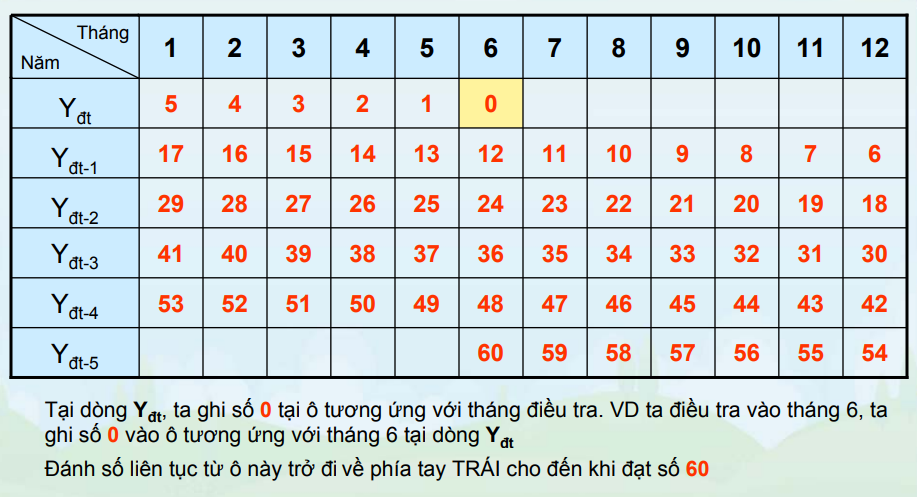 Tháng
Năm
1 2 3 4 5 6 7 8 9 10 11 12
Yđt 5 4 3 2 1 0
Yđt-1 17 16 15 14 13 12 11 10 9 8 7 6
Yđt-2 29 28 27 26 25 24 23 22 21 20 19 18
Yđt-3 41 40 39 38 37 36 35 34 33 32 31 30
Yđt-4 53 52 51 50 49 48 47 46 45 44 43 42
Yđt-5 60 59 58 57 56 55 54
Tại dòng Yđt, ta ghi số 0 tại ô tương ứng với tháng điều tra. VD ta điều tra vào tháng 6, ta
ghi số 0 vào ô tương ứng với tháng 6 tại dòng Yđt
Đánh số liên tục từ ô này trở đi về phía tay TRÁI cho đến khi đạt số 60